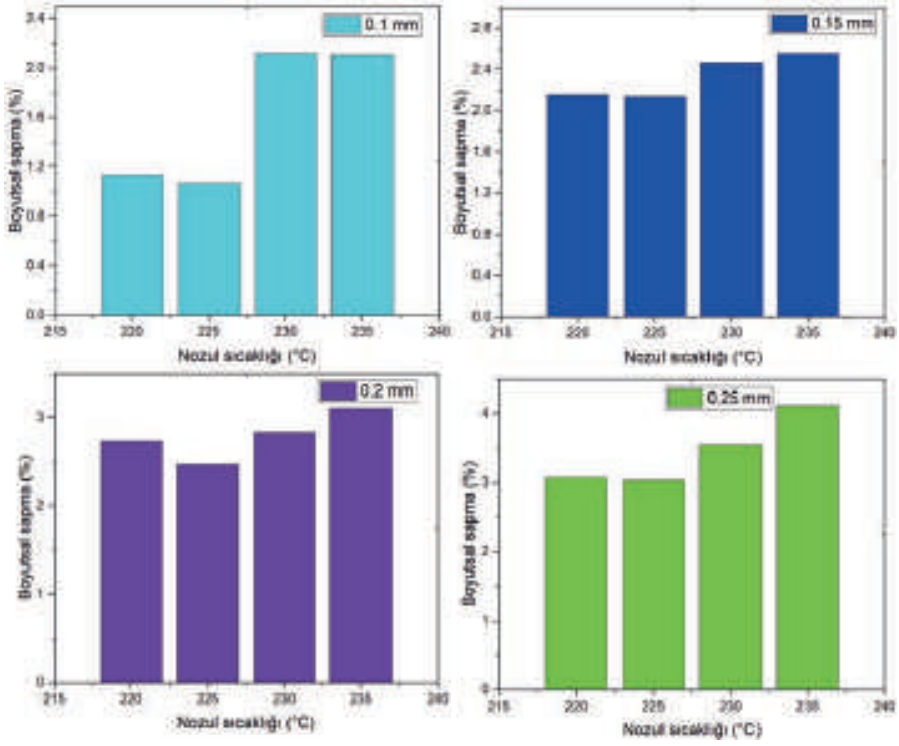 0.1 mm
2.4
2.0
1.6
1.2
0.8
0.4
0.0
Boyutsal sapma (%)
215 220 225 230 235 240
Nozul sıcaklığı (°C)
0.15 mm
2.8
2.4
2.0
1.6
1.2
0.8
0.4
0.0
Boyutsal sapma (%)
215 220 225 230 235 240
Nozul sıcaklığı (°C)
0.2 mm
3
2
1
0
Boyutsal sapma (%)
215 220 225 230 235 240
Nozul sıcaklığı (°C)
0.25 mm
4
3
2
1
0
Boyutsal sapma (%)
215 220 225 230 235 240
Nozul sıcaklığı (°C)